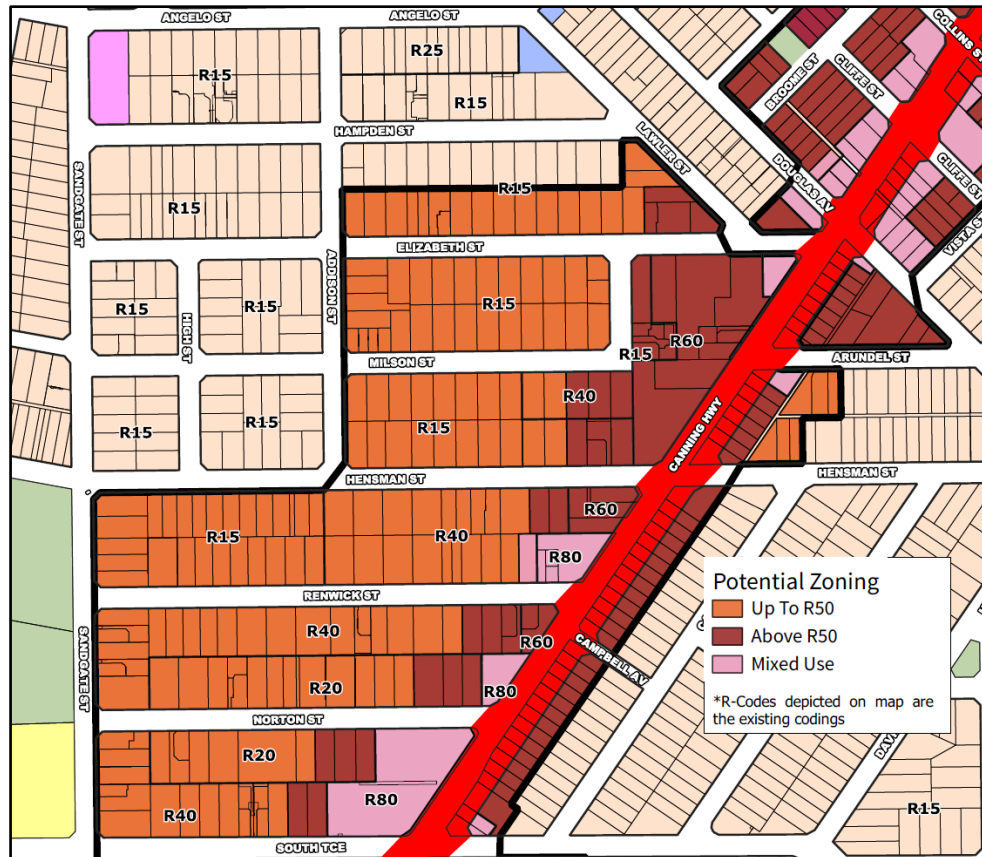 ANGELO ST
ANGELO ST
COLLINS ST
R25
R15
R15
BROOME ST
CLIFFE ST
HAMPDEN ST
LAWLER ST
DOUGLAS AV
CLIFFE ST
SANDGATE ST
R15
R15
VISTA ST
ELIZABETH ST
ADDISON ST
R15
R15
R15
HIGH ST
R60
R15
MILSON ST
ARUNDEL ST
R40
R15
R15
R15
CANNING HWY
HENSMAN ST
HENSMAN ST
R15
R40
R60
R80
RENWICK ST
R40
R60
SANDGATE ST
CAMPBELL AV
R20
R80
NORTON ST
R20
R80
R40
SOUTH TCE
R15
Potential Zoning
Up To R50
Above R50
Mixed Use
*R-Codes depicted on map are
the existing codings